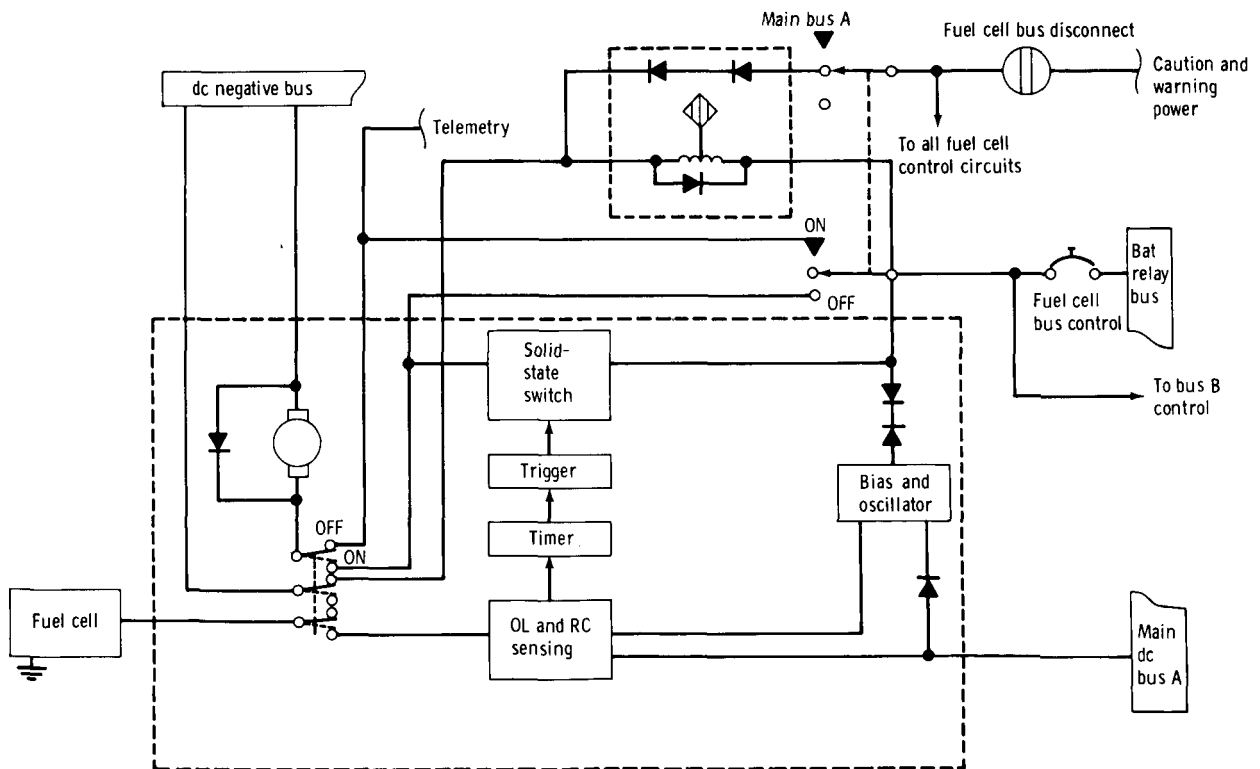 Main bus A
Fuel cell bus disconnect
Caution and
warning
power
dc negative bus
Telemetry
To all fuel cell
control circuits
ON
OFF
Fuel cell
bus control
Bat
relay
bus
To bus B
control
Solid-
state
switch
Trigger
Timer
Bias and
oscillator
OFF
ON
Fuel cell
OL and RC
sensing
Main
dc
bus A